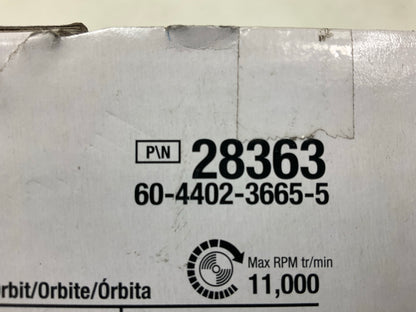 P\N 28363
60-4402-3665-5
Max RPM tr/min
11,000
rbit/Orbite/Órbita